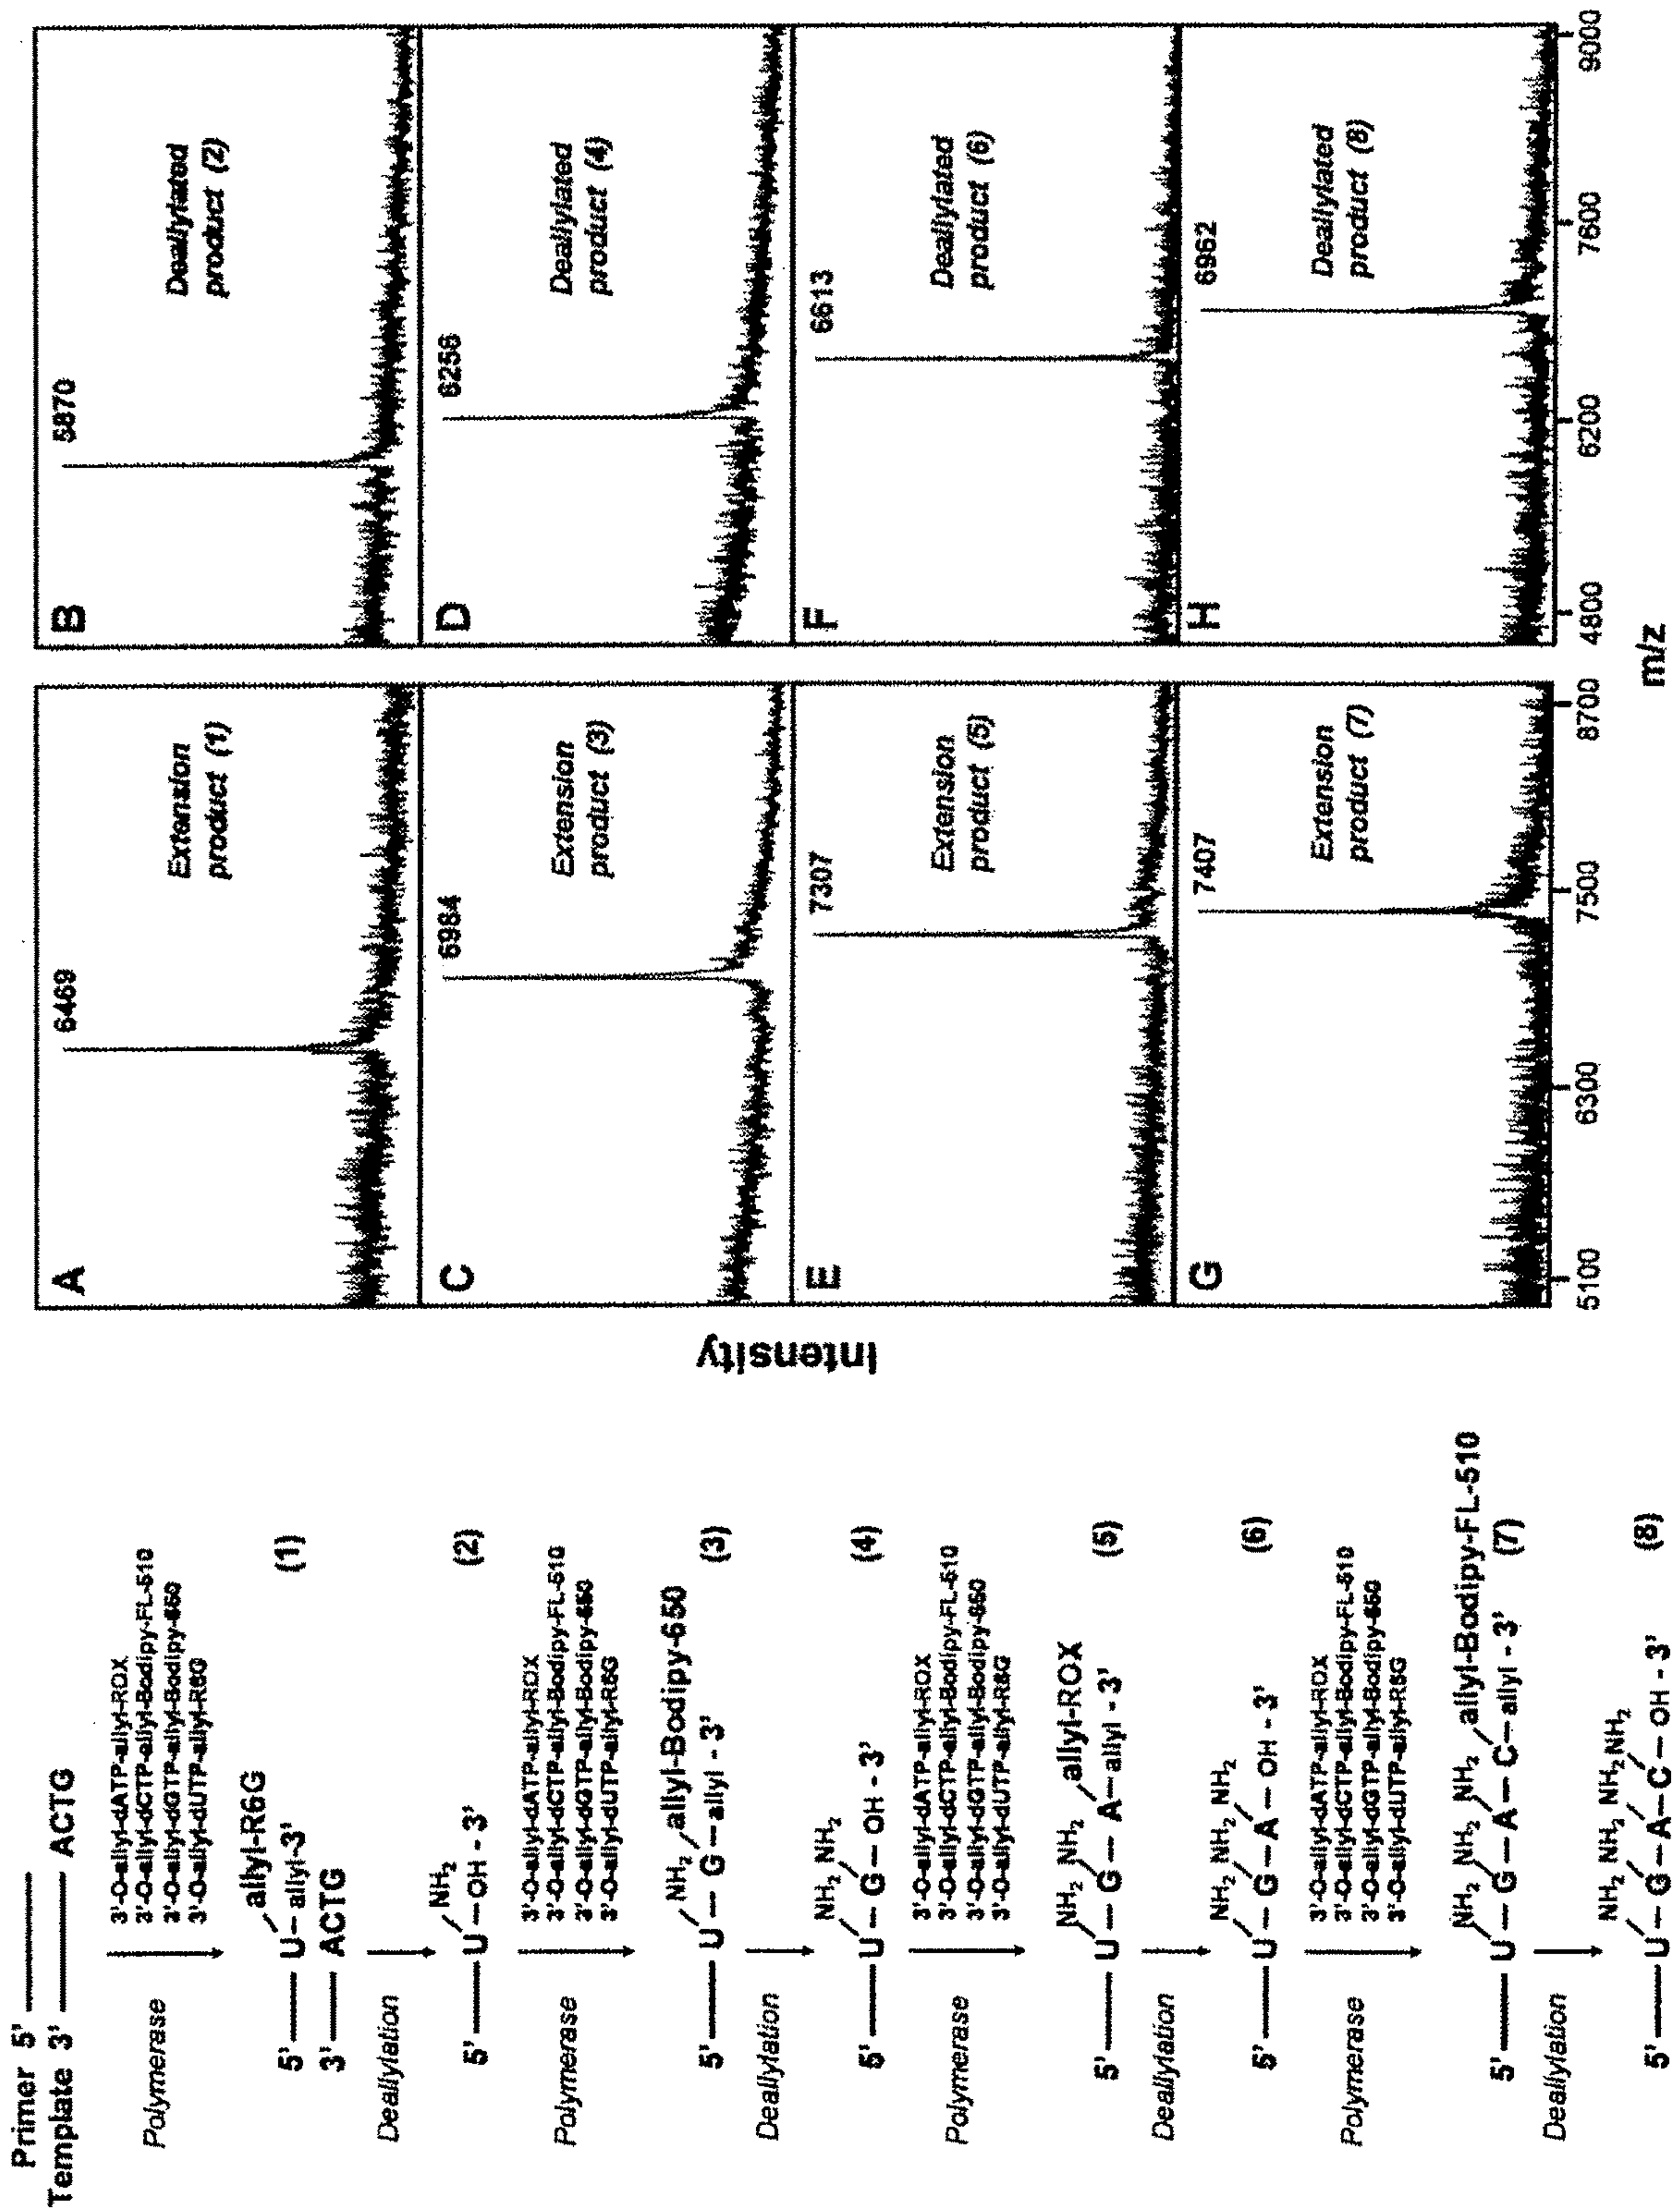 Primer 5'
Template 3' ACTG
Polymerase
3'-O-allyl-dATP-allyl-ROX
3'-O-allyl-dCTP-allyl-Bodipy-FL-510
3'-O-allyl-dGTP-allyl-Bodipy-650
3'-O-allyl-dUTP-allyl-R6G
allyl-R6G
5' U – allyl-3' (1)
3' ACTG
Deallylation
NH2
5' U – OH - 3' (2)
Polymerase
3'-O-allyl-dATP-allyl-ROX
3'-O-allyl-dCTP-allyl-Bodipy-FL-510
3'-O-allyl-dGTP-allyl-Bodipy-650
3'-O-allyl-dUTP-allyl-R6G
NH2 allyl-Bodipy-650
5' U – G – allyl - 3' (3)
Deallylation
NH2 NH2
5' U – G – OH - 3' (4)
Polymerase
3'-O-allyl-dATP-allyl-ROX
3'-O-allyl-dCTP-allyl-Bodipy-FL-510
3'-O-allyl-dGTP-allyl-Bodipy-650
3'-O-allyl-dUTP-allyl-R6G
NH2 NH2 allyl-ROX
5' U – G – A – allyl - 3' (5)
Deallylation
NH2 NH2 NH2
5' U – G – A – OH - 3' (6)
Polymerase
3'-O-allyl-dATP-allyl-ROX
3'-O-allyl-dCTP-allyl-Bodipy-FL-510
3'-O-allyl-dGTP-allyl-Bodipy-650
3'-O-allyl-dUTP-allyl-R6G
NH2 NH2 NH2 allyl-Bodipy-FL-510
5' U – G – A – C – allyl - 3' (7)
Deallylation
NH2 NH2 NH2 NH2
5' U – G – A – C – OH - 3' (8)
Intensity
A
6469
Extension
product (1)
B
5870
Deallylated
product (2)
C
6984
Extension
product (3)
D
6256
Deallylated
product (4)
E
7307
Extension
product (5)
F
6613
Deallylated
product (6)
G
7407
Extension
product (7)
H
6962
Deallylated
product (8)
5100 6300 7500 8700
4800 6200 7600 9000
m/z